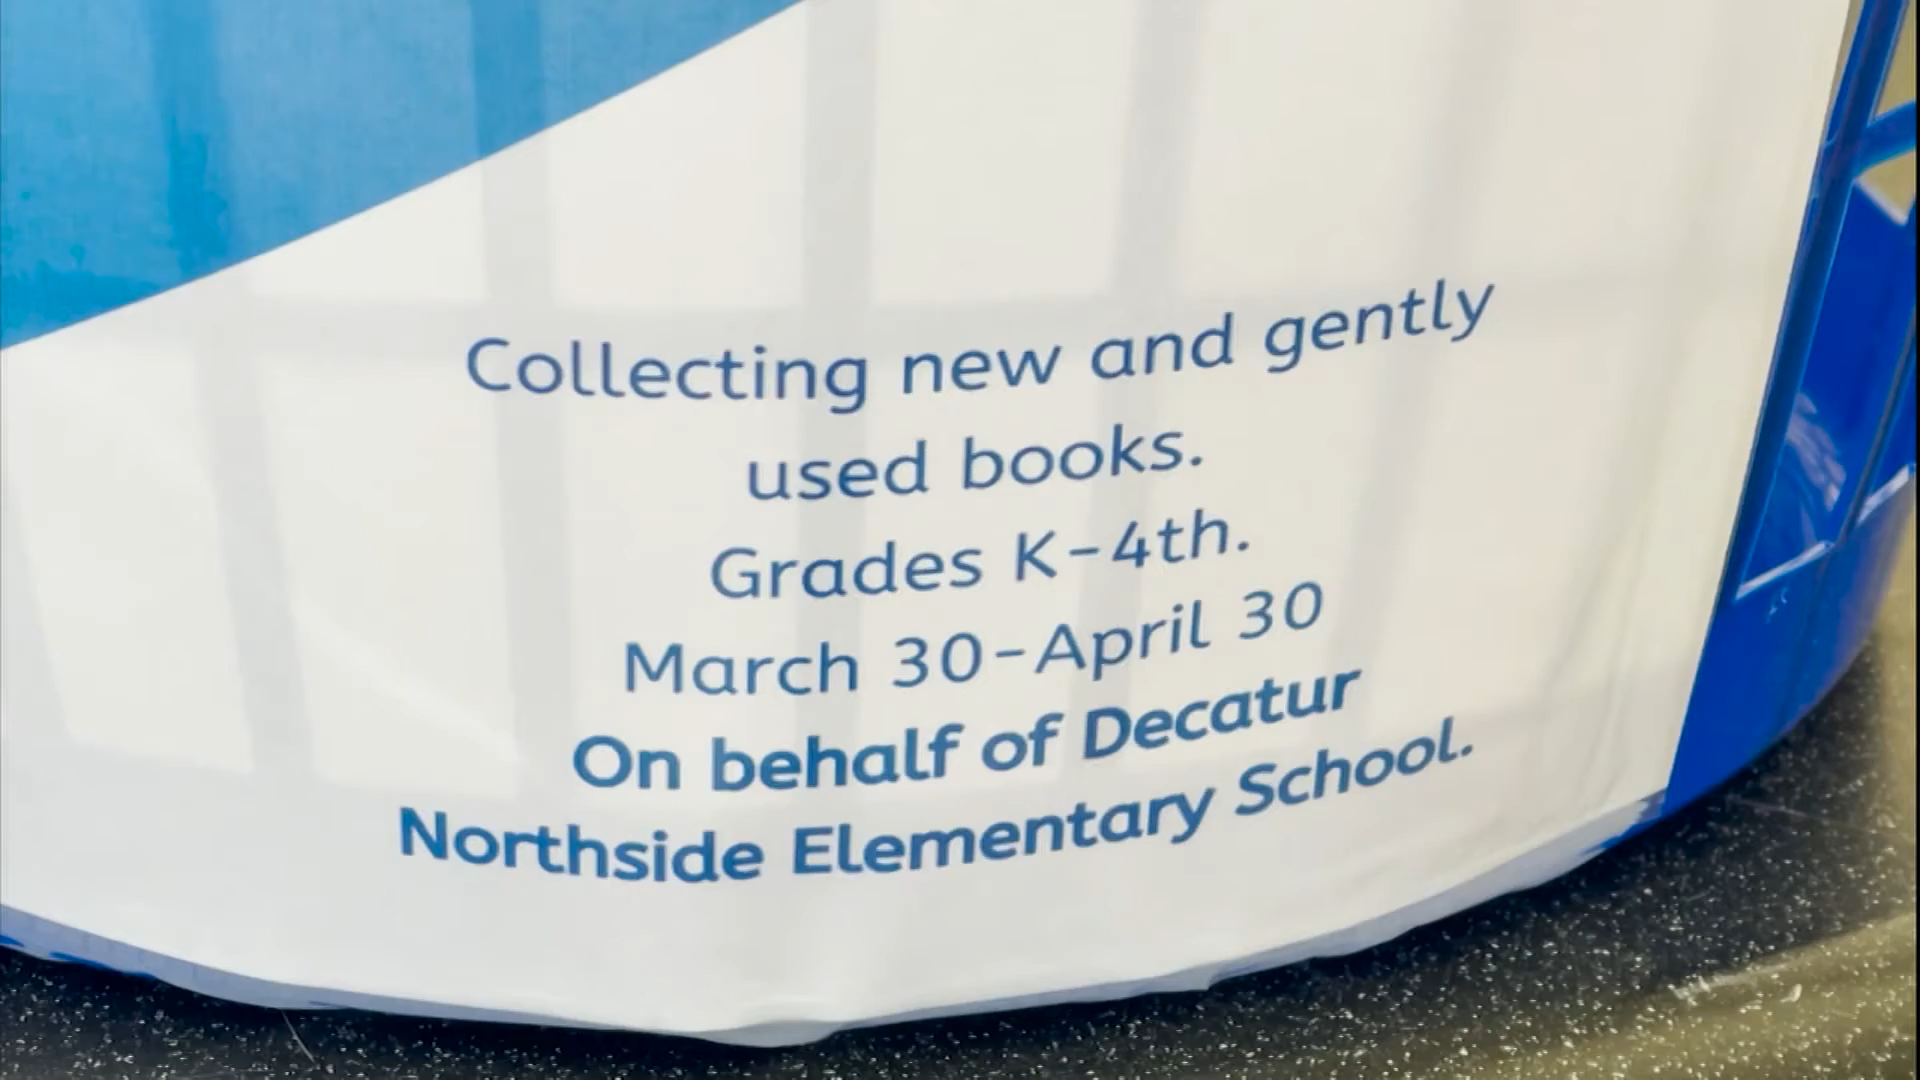 Collecting new and gently
used books.
Grades K-4th.
March 30-April 30
On behalf of Decatur
Northside Elementary School.